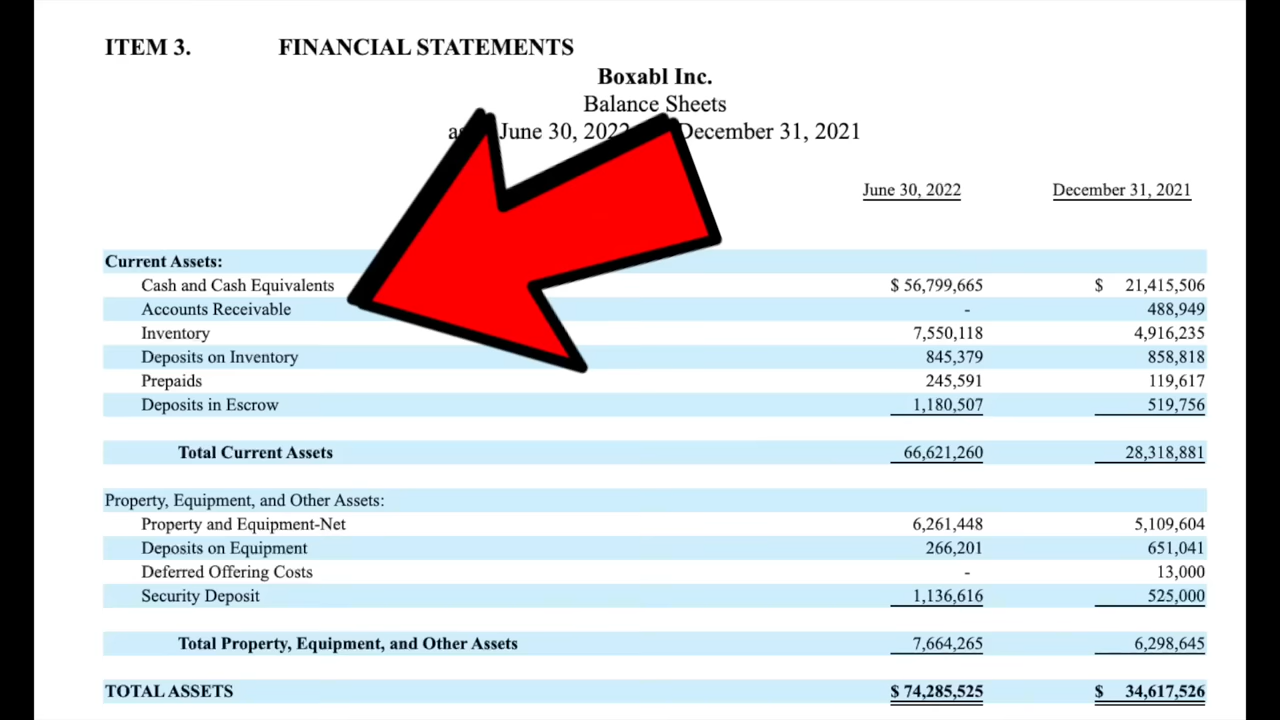 ITEM 3. FINANCIAL STATEMENTS
Boxabl Inc.
Balance Sheets
June 30, 2022 December 31, 2021
June 30, 2022 December 31, 2021
Current Assets:
Cash and Cash Equivalents $ 56,799,665 $ 21,415,506
Accounts Receivable - 488,949
Inventory 7,550,118 4,916,235
Deposits on Inventory 845,379 858,818
Prepaids 245,591 119,617
Deposits in Escrow 1,180,507 519,756
Total Current Assets 66,621,260 28,318,881
Property, Equipment, and Other Assets:
Property and Equipment-Net 6,261,448 5,109,604
Deposits on Equipment 266,201 651,041
Deferred Offering Costs - 13,000
Security Deposit 1,136,616 525,000
Total Property, Equipment, and Other Assets 7,664,265 6,298,645
TOTAL ASSETS $ 74,285,525 $ 34,617,526